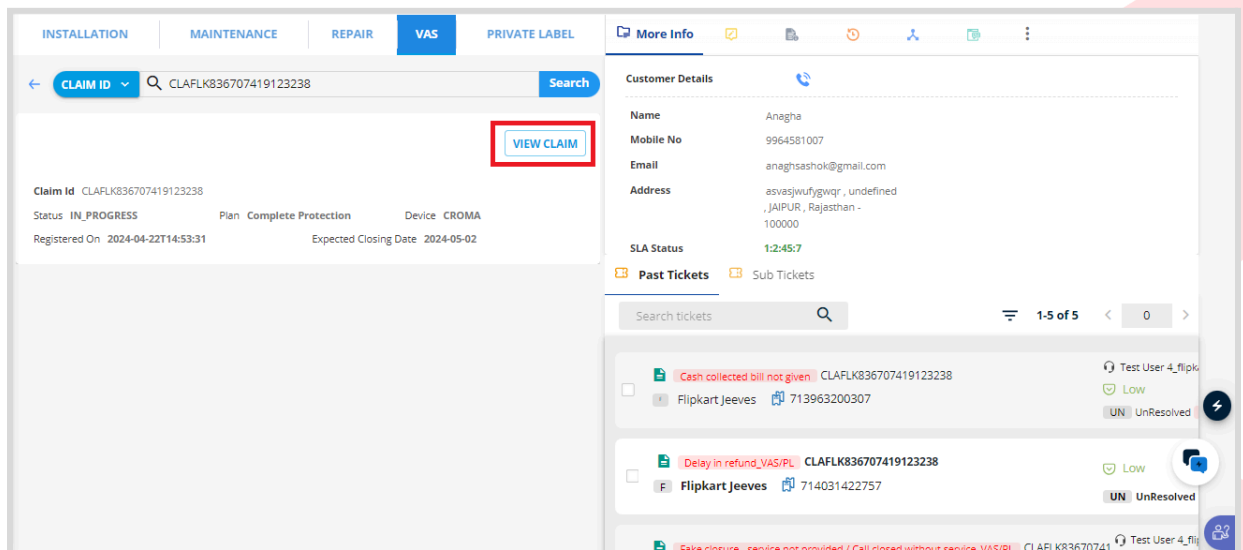 INSTALLATION MAINTENANCE REPAIR VAS PRIVATE LABEL
CLAIM ID CLAFLK836707419123238 Search
VIEW CLAIM
Claim Id CLAFLK836707419123238
Status IN_PROGRESS Plan Complete Protection Device CROMA
Registered On 2024-04-22T14:53:31 Expected Closing Date 2024-05-02
More Info
Customer Details
Name Anagha
Mobile No 9964581007
Email anaghsashok@gmail.com
Address asvasjwufygwqr , undefined
, JAIPUR , Rajasthan -
100000
SLA Status 1:2:45:7
Past Tickets Sub Tickets
Search tickets 1-5 of 5 0
Cash collected bill not given CLAFLK836707419123238 Test User 4_flipk
Low
Flipkart Jeeves 713963200307
UN UnResolved
Delay in refund_VAS/PL CLAFLK836707419123238
Low
F Flipkart Jeeves 714031422757
UN UnResolved
Fake closure - service not provided / Call closed without service_VAS/PL CLAFLK83670741 Test User 4_fli